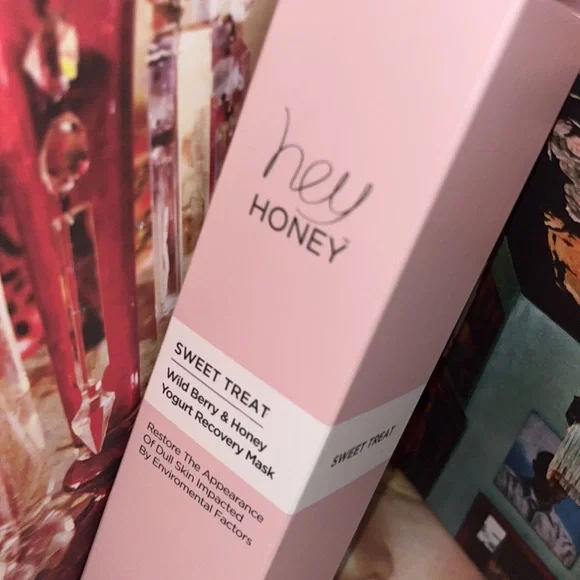 hey
HONEY™
SWEET TREAT
Wild Berry & Honey
Yogurt Recovery Mask
Restore The Appearance
Of Dull Skin Impacted
By Enviromental Factors
SWEET TREAT